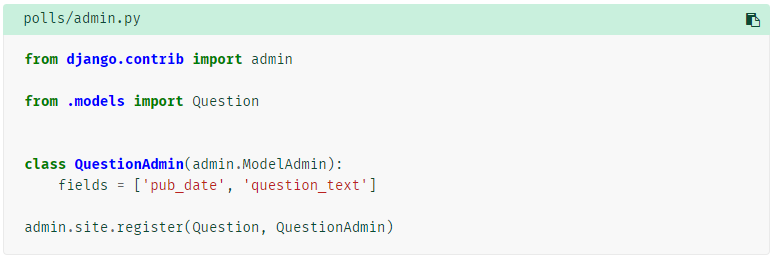 polls/admin.py
from django.contrib import admin
from .models import Question
class QuestionAdmin(admin.ModelAdmin):
    fields = ['pub_date', 'question_text']
admin.site.register(Question, QuestionAdmin)